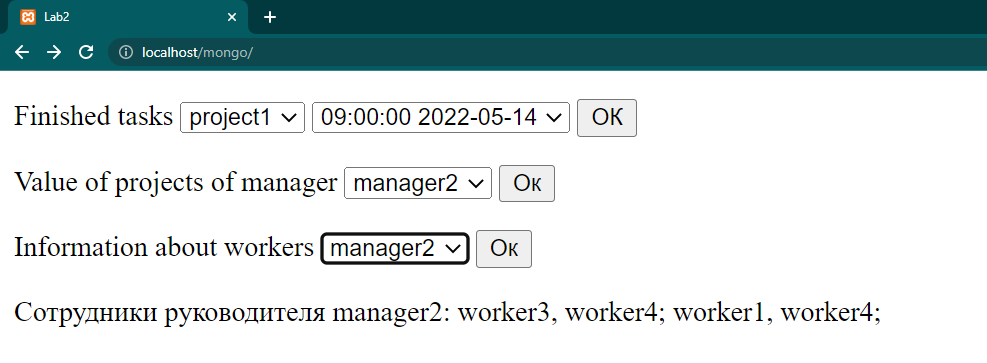 Lab2
localhost/mongo/
Finished tasks project1 09:00:00 2022-05-14 OK
Value of projects of manager manager2 Ок
Information about workers manager2 Ок
Сотрудники руководителя manager2: worker3, worker4; worker1, worker4;